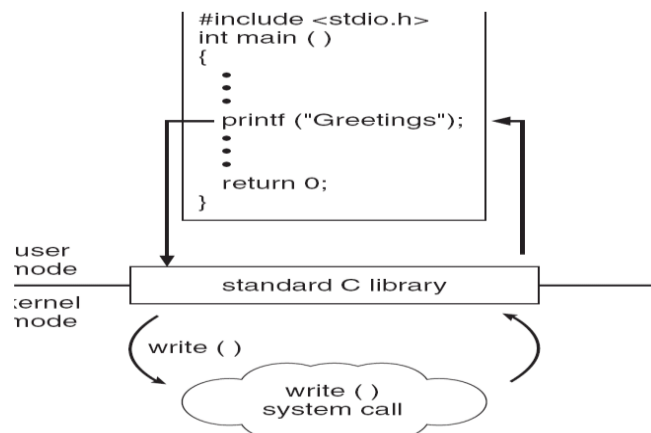 #include <stdio.h>
int main ( )
{
printf ("Greetings");
return 0;
}
user
mode
standard C library
kernel
mode
write ( )
write ( )
system call